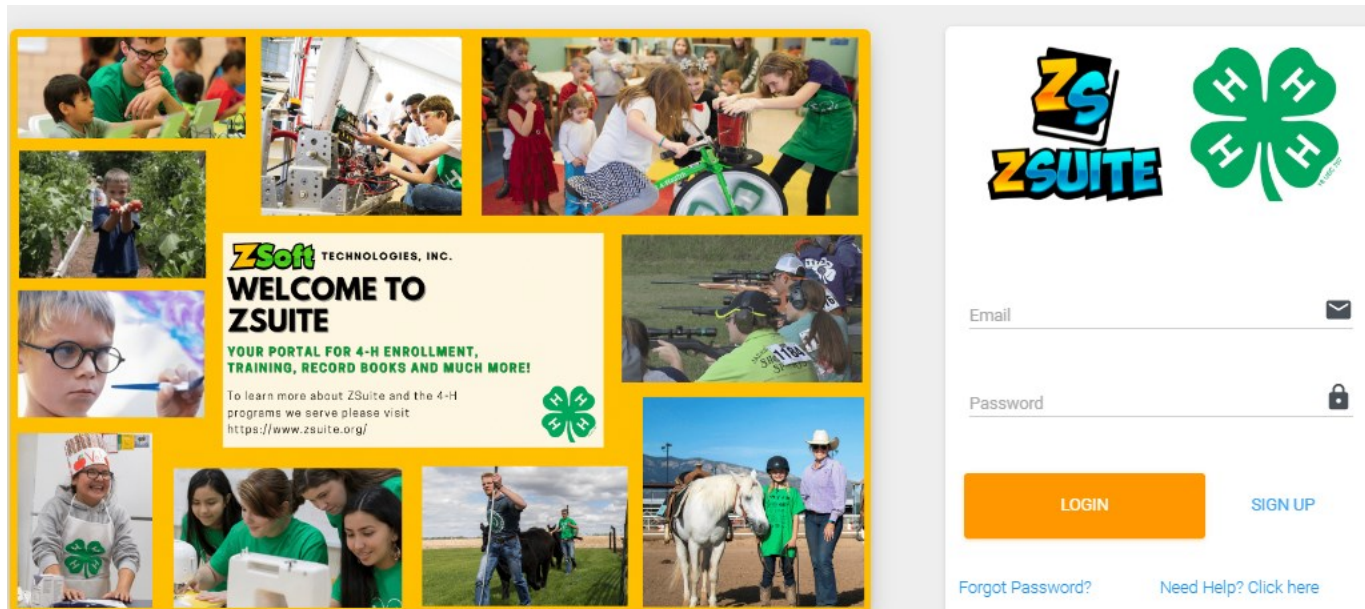 ZSoft TECHNOLOGIES, INC.
WELCOME TO
ZSUITE
YOUR PORTAL FOR 4-H ENROLLMENT,
TRAINING, RECORD BOOKS AND MUCH MORE!
To learn more about ZSuite and the 4-H
programs we serve please visit
https://www.zsuite.org/
H H
H H
1184
ZS
ZSUITE
H H
H H
Email
Password
LOGIN
SIGN UP
Forgot Password?
Need Help? Click here